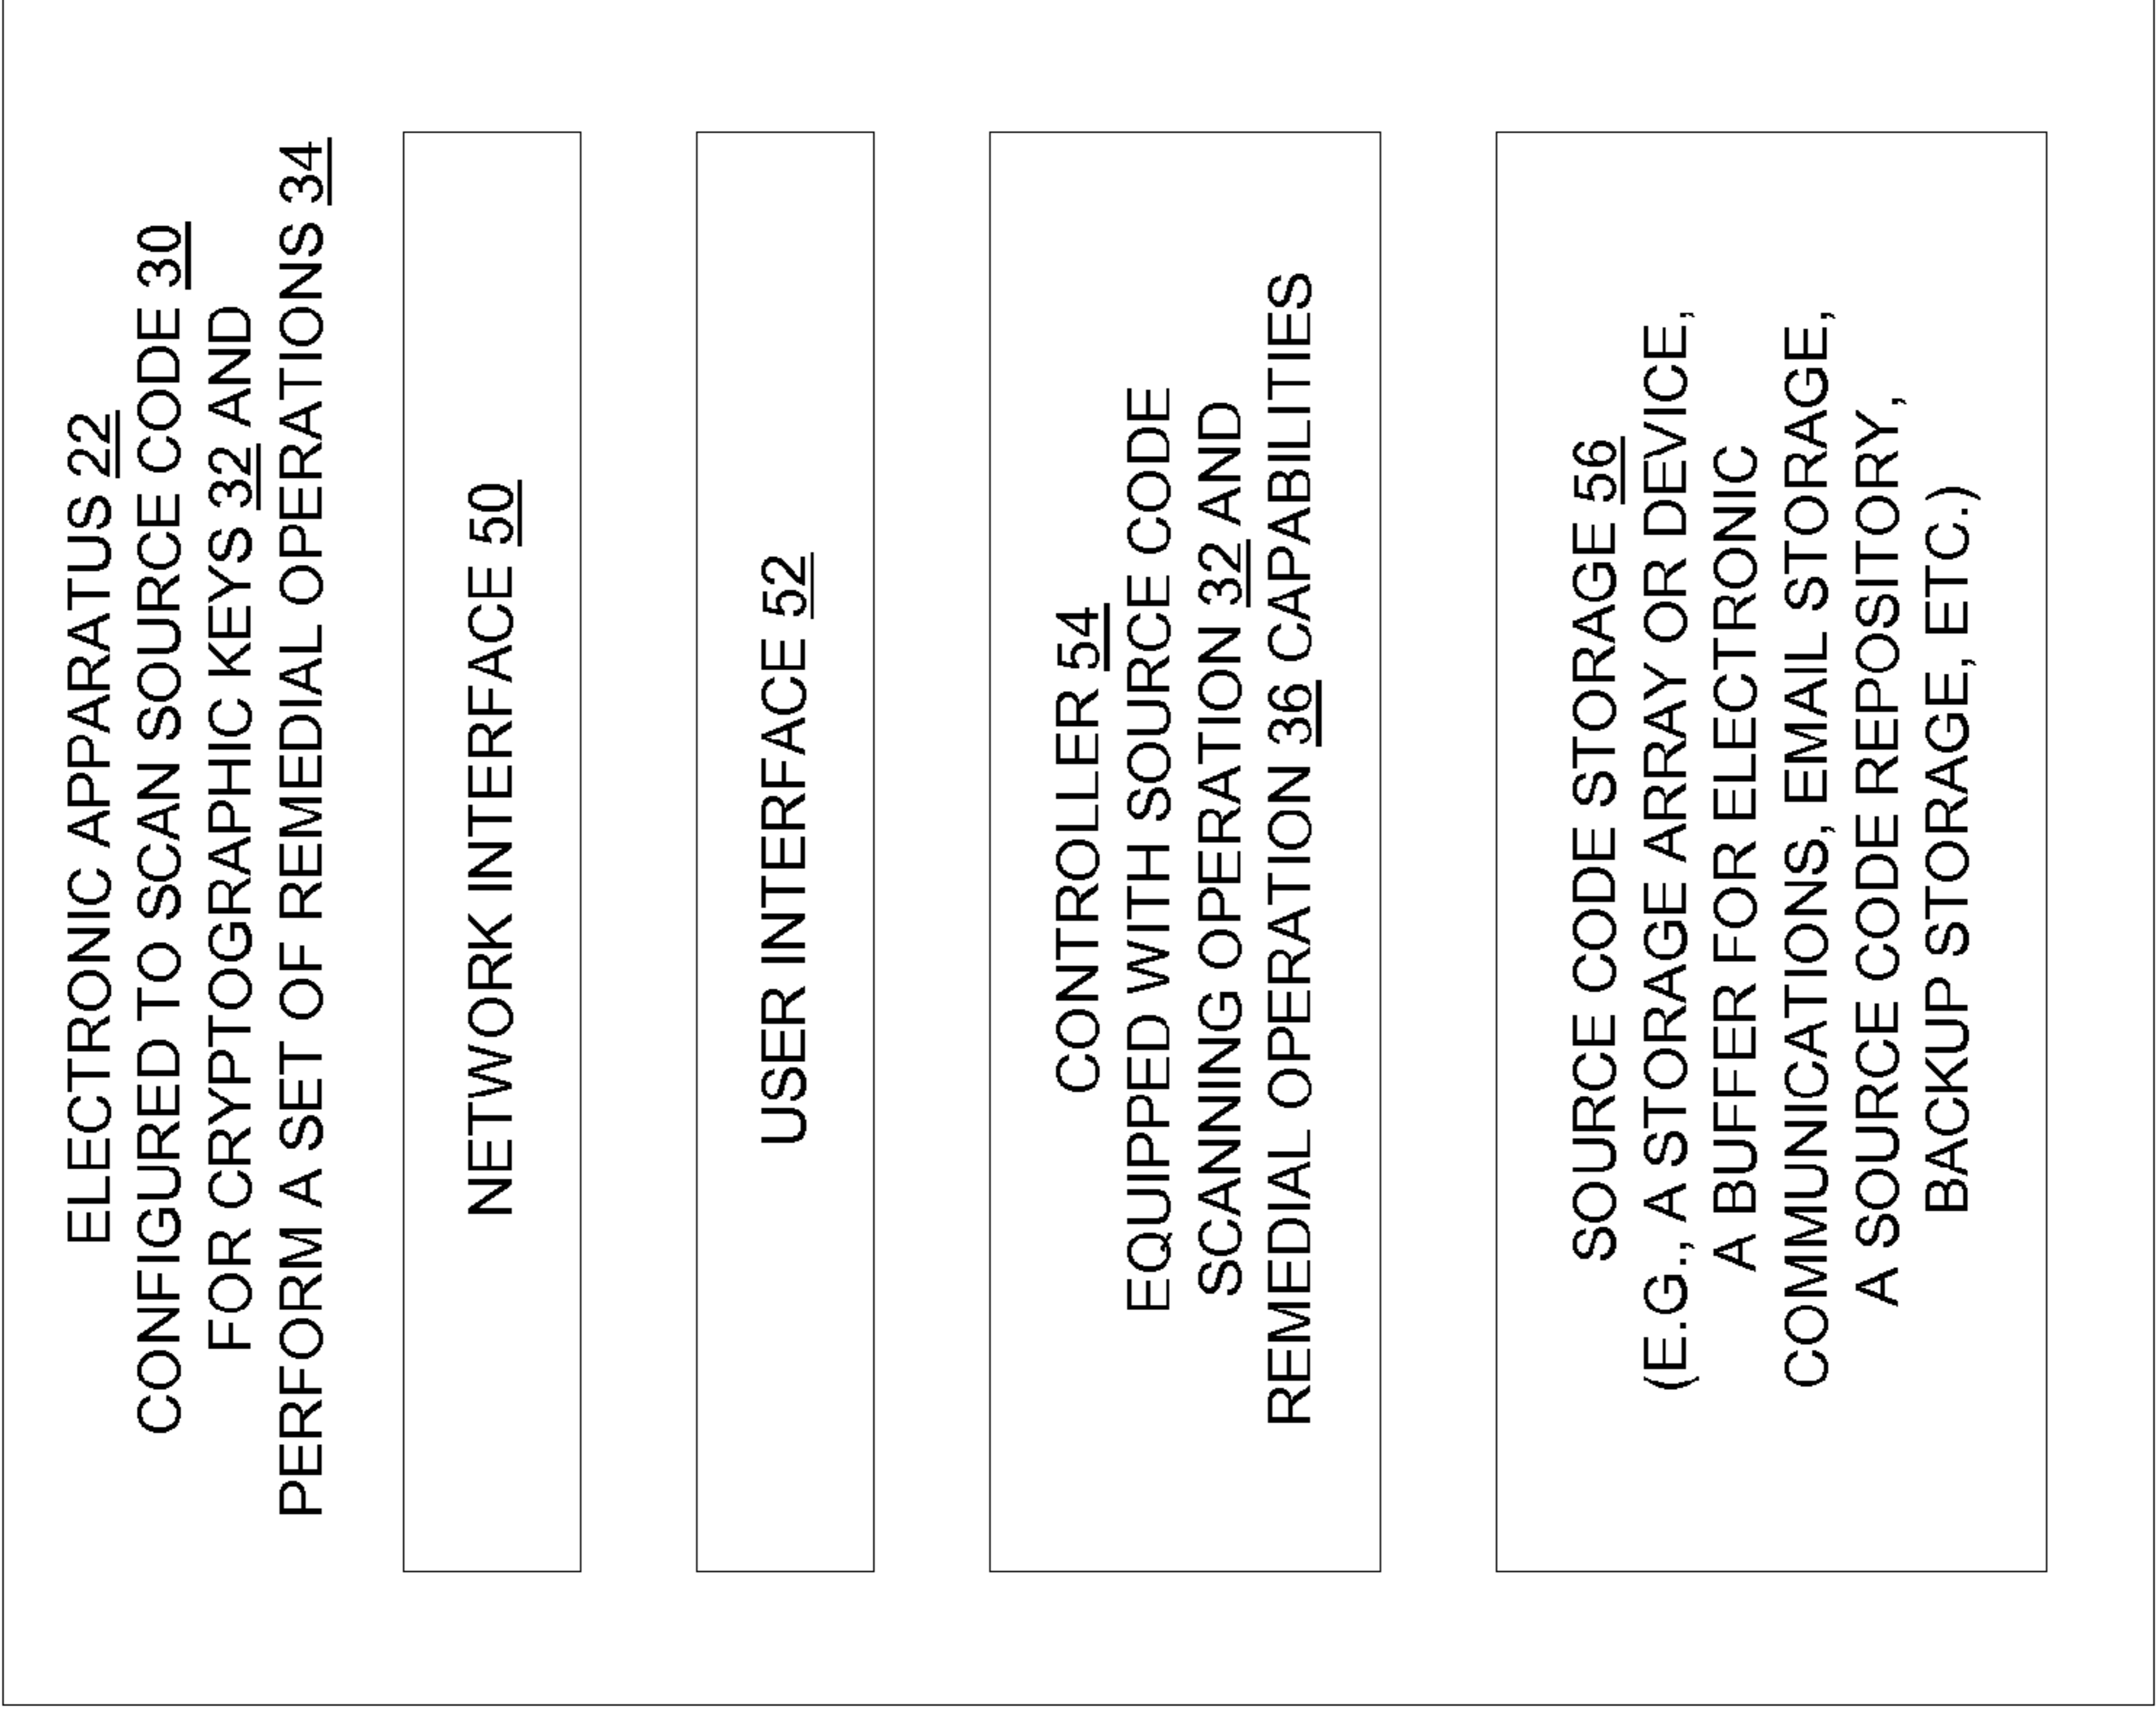 ELECTRONIC APPARATUS 22
CONFIGURED TO SCAN SOURCE CODE 30
FOR CRYPTOGRAPHIC KEYS 32 AND
PERFORM A SET OF REMEDIAL OPERATIONS 34
NETWORK INTERFACE 50
USER INTERFACE 52
CONTROLLER 54
EQUIPPED WITH SOURCE CODE
SCANNING OPERATION 32 AND
REMEDIAL OPERATION 36 CAPABILITIES
SOURCE CODE STORAGE 56
(E.G., A STORAGE ARRAY OR DEVICE,
A BUFFER FOR ELECTRONIC
COMMUNICATIONS, EMAIL STORAGE,
A SOURCE CODE REPOSITORY,
BACKUP STORAGE, ETC.)